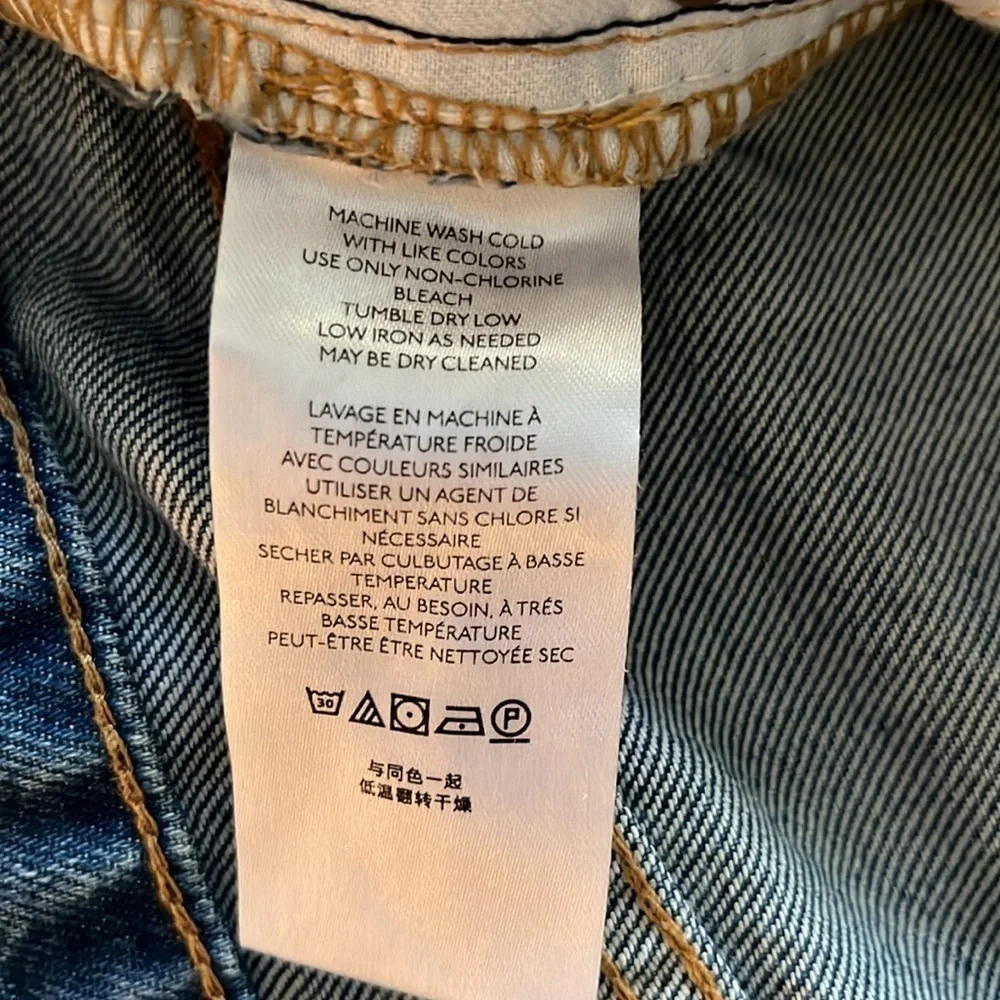 MACHINE WASH COLD
WITH LIKE COLORS
USE ONLY NON-CHLORINE
BLEACH
TUMBLE DRY LOW
LOW IRON AS NEEDED
MAY BE DRY CLEANED
LAVAGE EN MACHINE À
TEMPÉRATURE FROIDE
AVEC COULEURS SIMILAIRES
UTILISER UN AGENT DE
BLANCHIMENT SANS CHLORE SI
NÉCESSAIRE
SECHER PAR CULBUTAGE À BASSE
TEMPERATURE
REPASSER, AU BESOIN, À TRÉS
BASSE TEMPÉRATURE
PEUT-ÊTRE ÊTRE NETTOYÉE SEC
30 P
与同色一起
低温翻转干燥